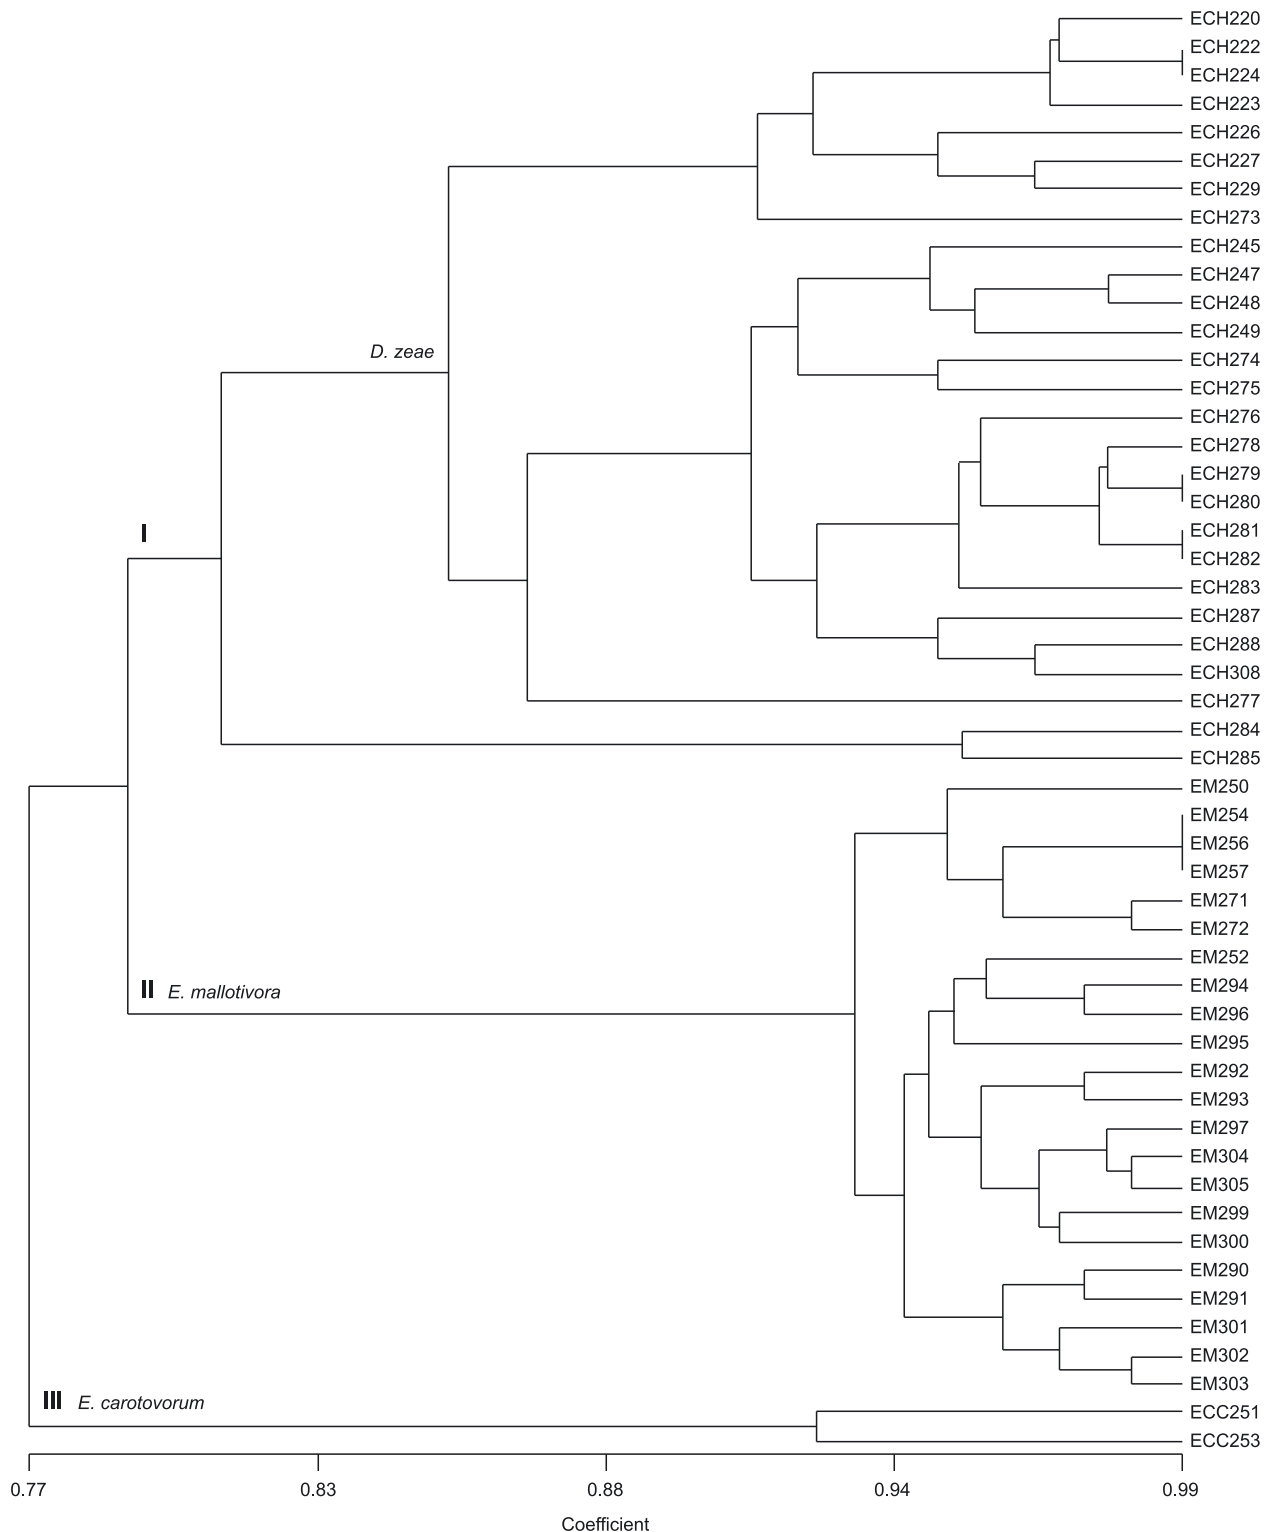 ECH220
ECH222
ECH224
ECH223
ECH226
ECH227
ECH229
ECH273
ECH245
ECH247
ECH248
ECH249
D. zeae
ECH274
ECH275
ECH276
ECH278
ECH279
ECH280
I
ECH281
ECH282
ECH283
ECH287
ECH288
ECH308
ECH277
ECH284
ECH285
EM250
EM254
EM256
EM257
EM271
EM272
EM252
EM294
II E. mallotivora
EM296
EM295
EM292
EM293
EM297
EM304
EM305
EM299
EM300
EM290
EM291
EM301
EM302
EM303
III E. carotovorum
ECC251
ECC253
0.77 0.83 0.88 0.94 0.99
Coefficient